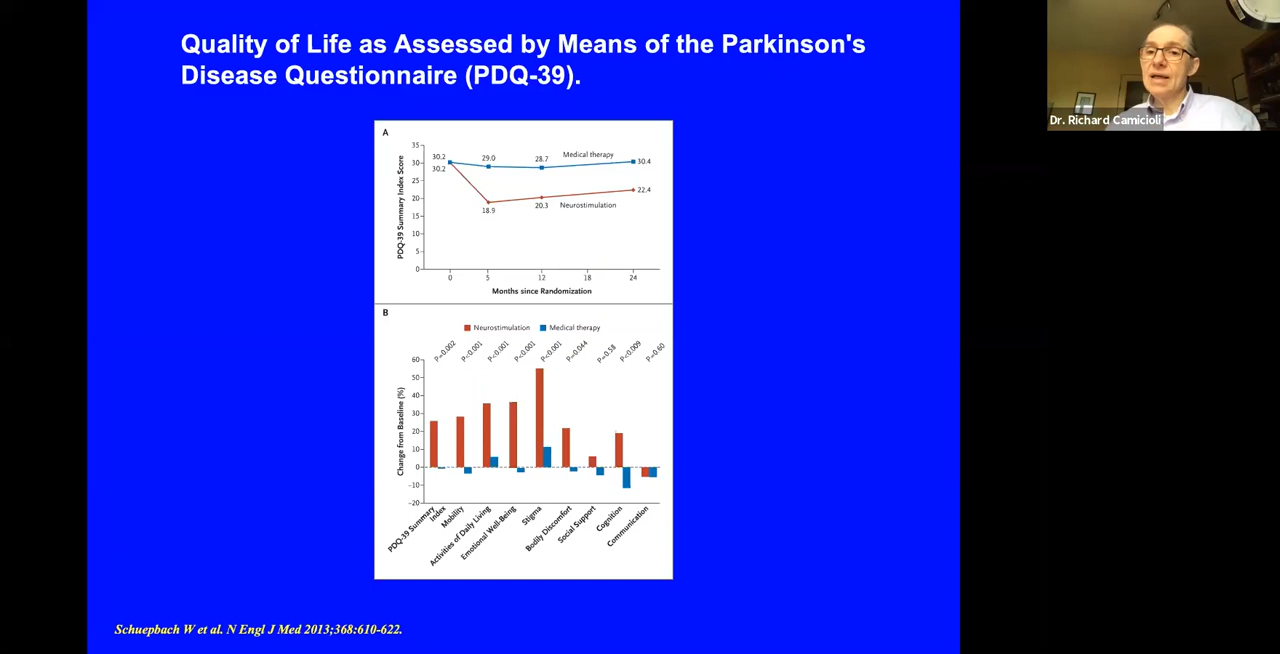 Quality of Life as Assessed by Means of the Parkinson's
Disease Questionnaire (PDQ-39).
Dr. Richard Camicioli
A
PDQ-39 Summary Index Score
35
30
25
20
15
10
5
0
30.2
30.2
29.0
28.7
Medical therapy
30.4
18.9
20.3
Neurostimulation
22.4
0 5 12 18 24
Months since Randomization
B
Neurostimulation Medical therapy
P=0.002 P<0.001 P<0.001 P<0.001 P<0.001 P=0.044 P=0.58 P<0.009 P=0.60
Change from Baseline (%)
60
50
40
30
20
10
0
-10
-20
PDQ-39 Summary
Index
Mobility
Activities of Daily Living
Emotional Well-Being
Stigma
Bodily Discomfort
Social Support
Cognition
Communication
Schuepbach W et al. N Engl J Med 2013;368:610-622.